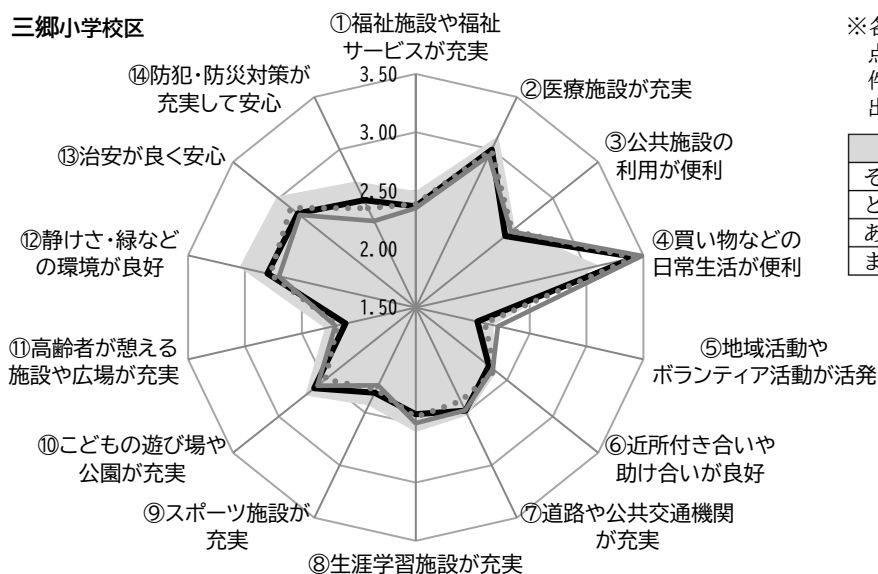 三郷小学校区
①福祉施設や福祉
サービスが充実
②医療施設が充実
③公共施設の
利用が便利
④買い物などの
日常生活が便利
⑤地域活動や
ボランティア活動が活発
⑥近所付き合いや
助け合いが良好
⑦道路や公共交通機関
が充実
⑧生涯学習施設が充実
⑨スポーツ施設が
充実
⑩こどもの遊び場や
公園が充実
⑪高齢者が憩える
施設や広場が充実
⑫静けさ・緑など
の環境が良好
⑬治安が良く安心
⑭防犯・防災対策が
充実して安心
3.50
3.00
2.50
2.00
1.50
※各
点
件
出
そ
と
あ
ま